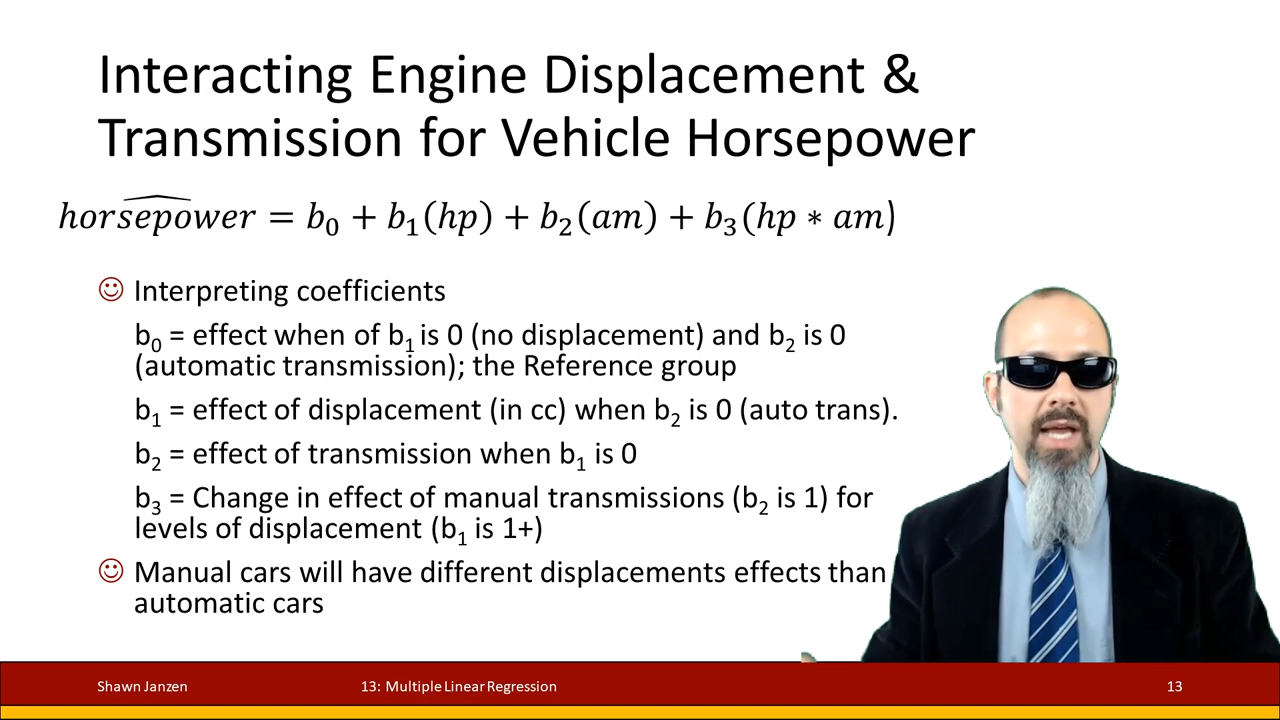 Interacting Engine Displacement &
Transmission for Vehicle Horsepower
horsepower = b₀ + b₁(hp) + b₂(am) + b₃(hp ∗ am)
Interpreting coefficients
b₀ = effect when of b₁ is 0 (no displacement) and b₂ is 0
(automatic transmission); the Reference group
b₁ = effect of displacement (in cc) when b₂ is 0 (auto trans).
b₂ = effect of transmission when b₁ is 0
b₃ = Change in effect of manual transmissions (b₂ is 1) for
levels of displacement (b₁ is 1+)
Manual cars will have different displacements effects than
automatic cars
Shawn Janzen
13: Multiple Linear Regression
13